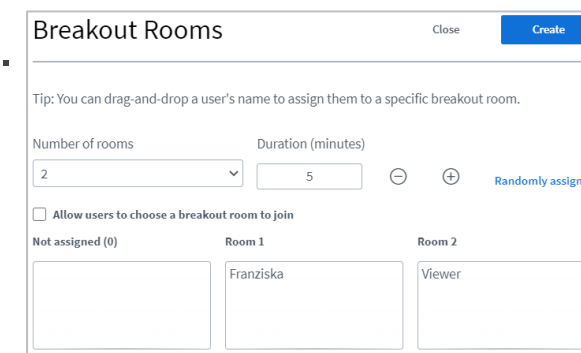 Breakout Rooms Close Create
Tip: You can drag-and-drop a user's name to assign them to a specific breakout room.
Number of rooms Duration (minutes)
2 5 Randomly assign
Allow users to choose a breakout room to join
Not assigned (0) Room 1 Room 2
Franziska Viewer